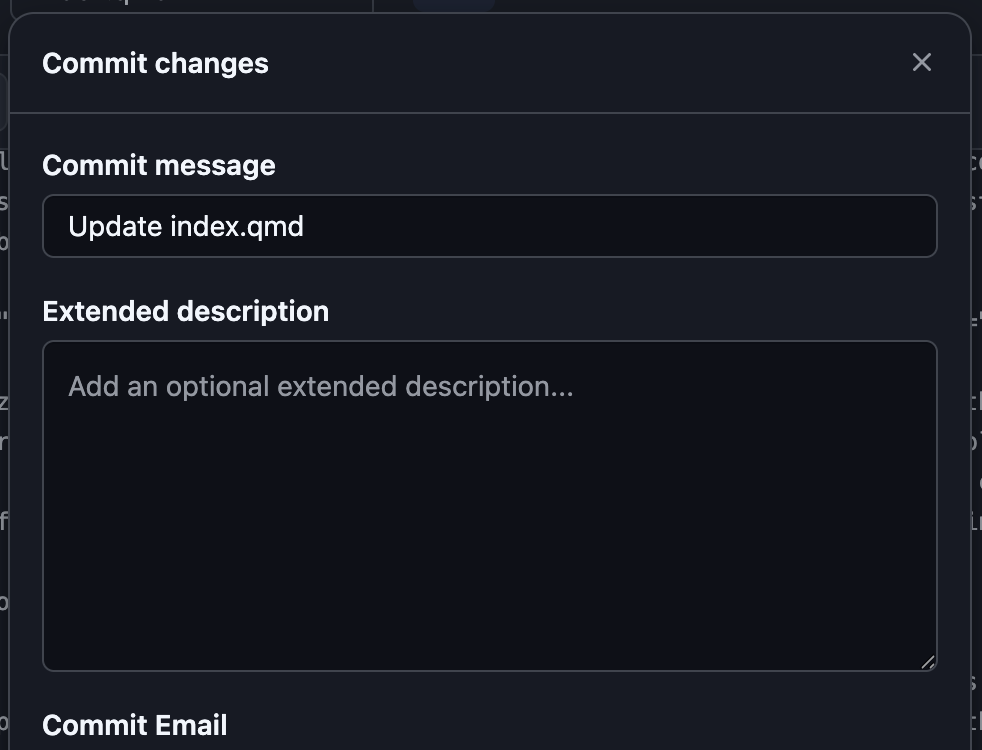 Commit changes
Commit message
Update index.qmd
Extended description
Add an optional extended description...
Commit Email